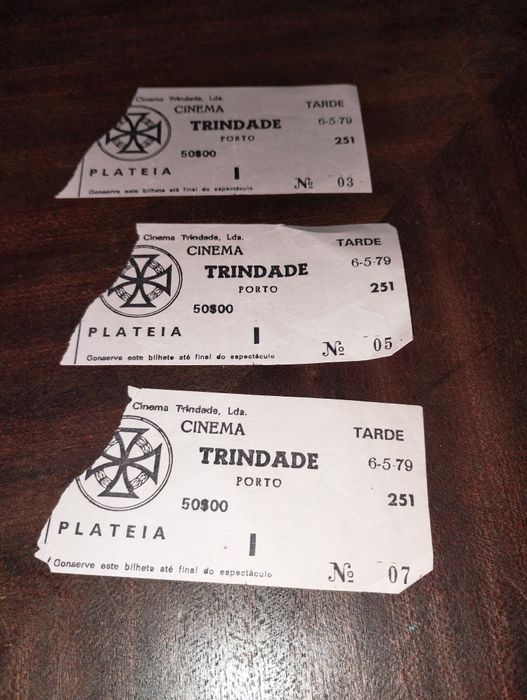 Cinema Trindade, Lda.
CINEMA
TRINDADE
PORTO
50$00
PLATEIA
I
Conserve este bilhete até final do espectáculo
TARDE
6-5-79
251
Nº 03
Cinema Trindade, Lda.
CINEMA
TRINDADE
PORTO
50$00
PLATEIA
I
Conserve este bilhete até final do espectáculo
TARDE
6-5-79
251
Nº 05
Cinema Trindade, Lda.
CINEMA
TRINDADE
PORTO
50$00
PLATEIA
I
Conserve este bilhete até final do espectáculo
TARDE
6-5-79
251
Nº 07